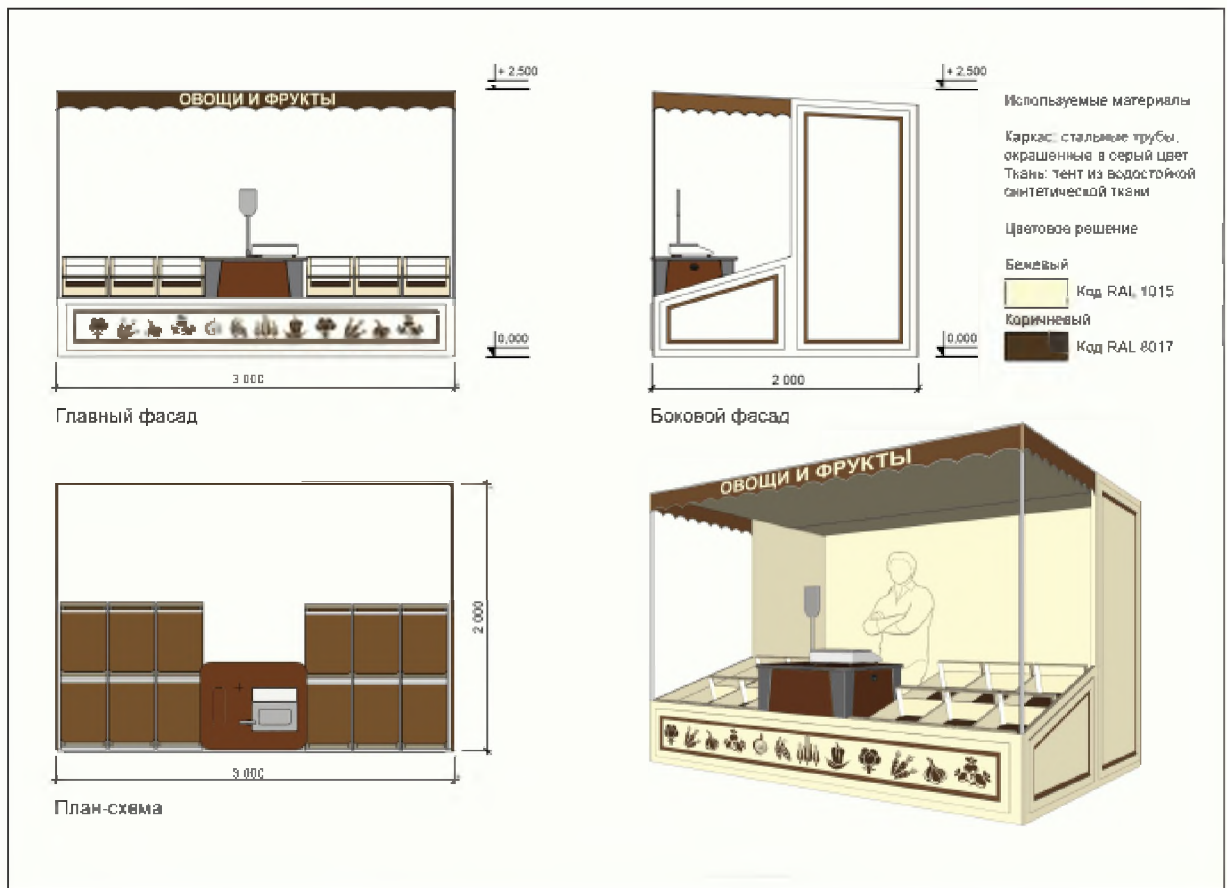 ОВОЩИ И ФРУКТЫ
+ 2.500
0.000
3 000
Главный фасад
+ 2.500
0.000
2 000
Боковой фасад
Используемые материалы
Каркас: стальные трубы,
окрашенные в серый цвет
Ткань: тент из водостойкой
синтетической ткани
Цветовое решение
Бежевый
Код RAL 1015
Коричневый
Код RAL 8017
2 000
3 000
План-схема
ОВОЩИ И ФРУКТЫ